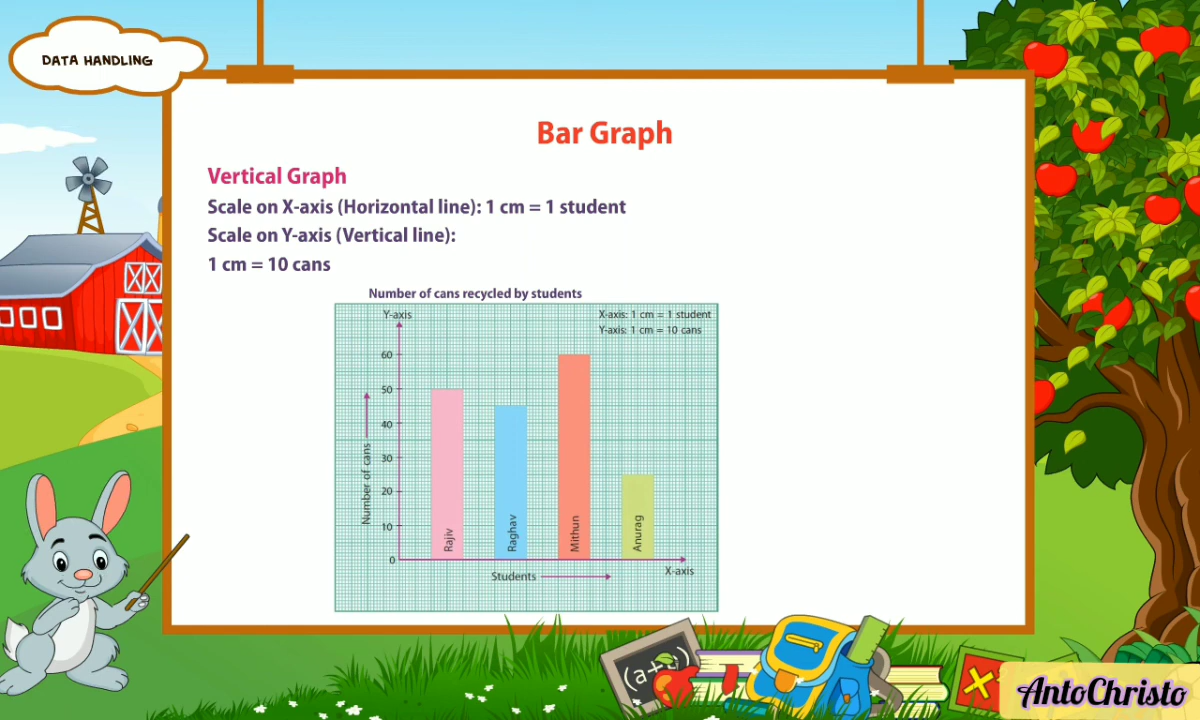 DATA HANDLING
Bar Graph
Vertical Graph
Scale on X-axis (Horizontal line): 1 cm = 1 student
Scale on Y-axis (Vertical line):
1 cm = 10 cans
Number of cans recycled by students
Y-axis
X-axis: 1 cm = 1 student
Y-axis: 1 cm = 10 cans
60
50
40
30
20
10
0
Number of cans
Rajiv
Raghav
Mithun
Anurag
Students
X-axis
(a+
AntoChristo